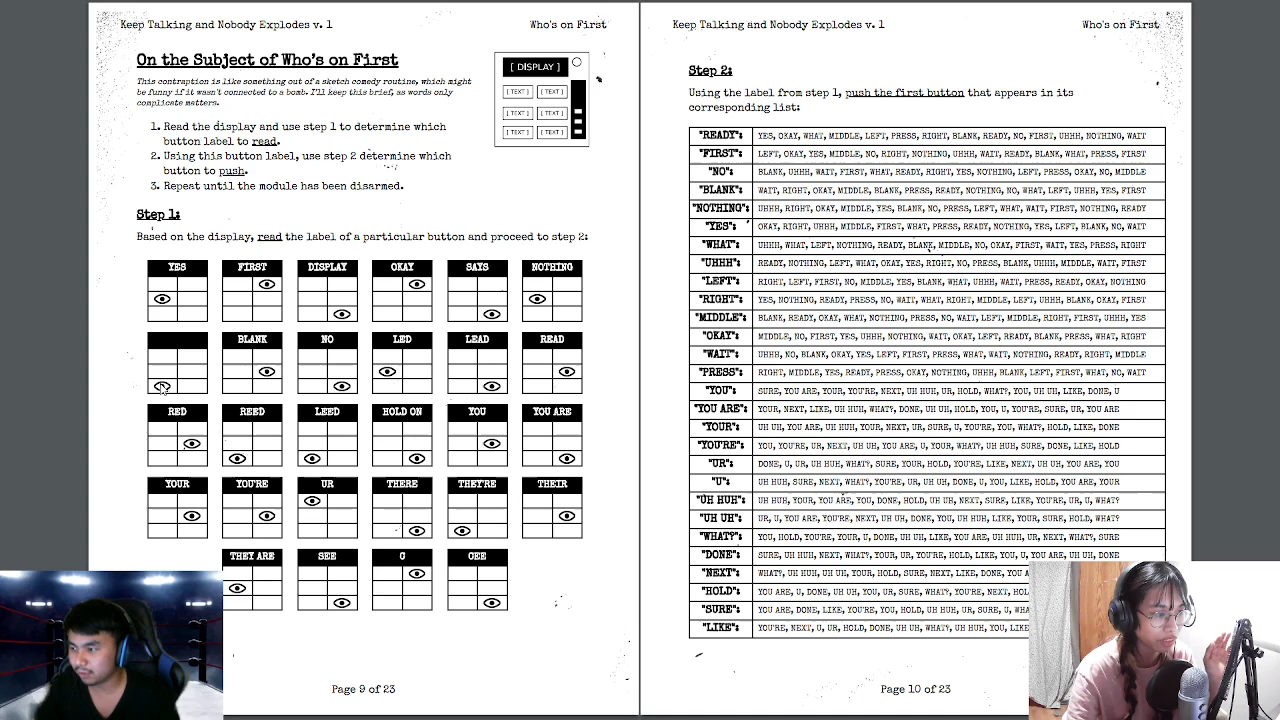 Keep Talking and Nobody Explodes v. 1
Who's on First
On the Subject of Who's on First
This contraption is like something out of a sketch comedy routine, which might
be funny if it wasn't connected to a bomb. I'll keep this brief, as words only
complicate matters.
[ DISPLAY ]
[ TEXT ] [ TEXT ]
[ TEXT ] [ TEXT ]
[ TEXT ] [ TEXT ]
1. Read the display and use step 1 to determine which
button label to read.
2. Using this button label, use step 2 determine which
button to push.
3. Repeat until the module has been disarmed.
Step 1:
Based on the display, read the label of a particular button and proceed to step 2:
YES FIRST DISPLAY OKAY SAYS NOTHING
BLANK NO LED LEAD READ
RED REED LEED HOLD ON YOU YOU ARE
YOUR YOU'RE UR THERE THEY'RE THEIR
THEY ARE SEE C CEE
Page 9 of 23
Keep Talking and Nobody Explodes v. 1
Who's on First
Step 2:
Using the label from step 1, push the first button that appears in its
corresponding list:
"READY": YES, OKAY, WHAT, MIDDLE, LEFT, PRESS, RIGHT, BLANK, READY, NO, FIRST, UHHH, NOTHING, WAIT
"FIRST": LEFT, OKAY, YES, MIDDLE, NO, RIGHT, NOTHING, UHHH, WAIT, READY, BLANK, WHAT, PRESS, FIRST
"NO": BLANK, UHHH, WAIT, FIRST, WHAT, READY, RIGHT, YES, NOTHING, LEFT, PRESS, OKAY, NO, MIDDLE
"BLANK": WAIT, RIGHT, OKAY, MIDDLE, BLANK, PRESS, READY, NOTHING, NO, WHAT, LEFT, UHHH, YES, FIRST
"NOTHING": UHHH, RIGHT, OKAY, MIDDLE, YES, BLANK, NO, PRESS, LEFT, WHAT, WAIT, FIRST, NOTHING, READY
"YES": OKAY, RIGHT, UHHH, MIDDLE, FIRST, WHAT, PRESS, READY, NOTHING, YES, LEFT, BLANK, NO, WAIT
"WHAT": UHHH, WHAT, LEFT, NOTHING, READY, BLANK, MIDDLE, NO, OKAY, FIRST, WAIT, YES, PRESS, RIGHT
"UHHH": READY, NOTHING, LEFT, WHAT, OKAY, YES, RIGHT, NO, PRESS, BLANK, UHHH, MIDDLE, WAIT, FIRST
"LEFT": RIGHT, LEFT, FIRST, NO, MIDDLE, YES, BLANK, WHAT, UHHH, WAIT, PRESS, READY, OKAY, NOTHING
"RIGHT": YES, NOTHING, READY, PRESS, NO, WAIT, WHAT, RIGHT, MIDDLE, LEFT, UHHH, BLANK, OKAY, FIRST
"MIDDLE": BLANK, READY, OKAY, WHAT, NOTHING, PRESS, NO, WAIT, LEFT, MIDDLE, RIGHT, FIRST, UHHH, YES
"OKAY": MIDDLE, NO, FIRST, YES, UHHH, NOTHING, WAIT, OKAY, LEFT, READY, BLANK, PRESS, WHAT, RIGHT
"WAIT": UHHH, NO, BLANK, OKAY, YES, LEFT, FIRST, PRESS, WHAT, WAIT, NOTHING, READY, RIGHT, MIDDLE
"PRESS": RIGHT, MIDDLE, YES, READY, PRESS, OKAY, NOTHING, UHHH, BLANK, LEFT, FIRST, WHAT, NO, WAIT
"YOU": SURE, YOU ARE, YOUR, YOU'RE, NEXT, UH HUH, UR, HOLD, WHAT?, YOU, UH UH, LIKE, DONE, U
"YOU ARE": YOUR, NEXT, LIKE, UH HUH, WHAT?, DONE, UH UH, HOLD, YOU, U, YOU'RE, SURE, UR, YOU ARE
"YOUR": UH UH, YOU ARE, UH HUH, YOUR, NEXT, UR, SURE, U, YOU'RE, YOU, WHAT?, HOLD, LIKE, DONE
"YOU'RE": YOU, YOU'RE, UR, NEXT, UH UH, YOU ARE, U, YOUR, WHAT?, UH HUH, SURE, DONE, LIKE, HOLD
"UR": DONE, U, UR, UH HUH, WHAT?, SURE, YOUR, HOLD, YOU'RE, LIKE, NEXT, UH UH, YOU ARE, YOU
"U": UH HUH, SURE, NEXT, WHAT?, YOU'RE, UR, UH UH, DONE, U, YOU, LIKE, HOLD, YOU ARE, YOUR
"UH HUH": UH HUH, YOUR, YOU ARE, YOU, DONE, HOLD, UH UH, NEXT, SURE, LIKE, YOU'RE, UR, U, WHAT?
"UH UH": UR, U, YOU ARE, YOU'RE, NEXT, UH UH, DONE, YOU, UH HUH, LIKE, YOUR, SURE, HOLD, WHAT?
"WHAT?": YOU, HOLD, YOU'RE, YOUR, U, DONE, UH UH, LIKE, YOU ARE, UH HUH, UR, NEXT, WHAT?, SURE
"DONE": SURE, UH HUH, NEXT, WHAT?, YOUR, UR, YOU'RE, HOLD, LIKE, YOU, U, YOU ARE, UH UH, DONE
"NEXT": WHAT?, UH HUH, UH UH, YOUR, HOLD, SURE, NEXT, LIKE, DONE, YOU A
"HOLD": YOU ARE, U, DONE, UH UH, YOU, UR, SURE, WHAT?, YOU'RE, NEXT, HOL
"SURE": YOU ARE, DONE, LIKE, YOU'RE, YOU, HOLD, UH HUH, UR, SURE, U, WHA
"LIKE": YOU'RE, NEXT, U, UR, HOLD, DONE, UH UH, WHAT?, UH HUH, YOU, LIKE
Page 10 of 23